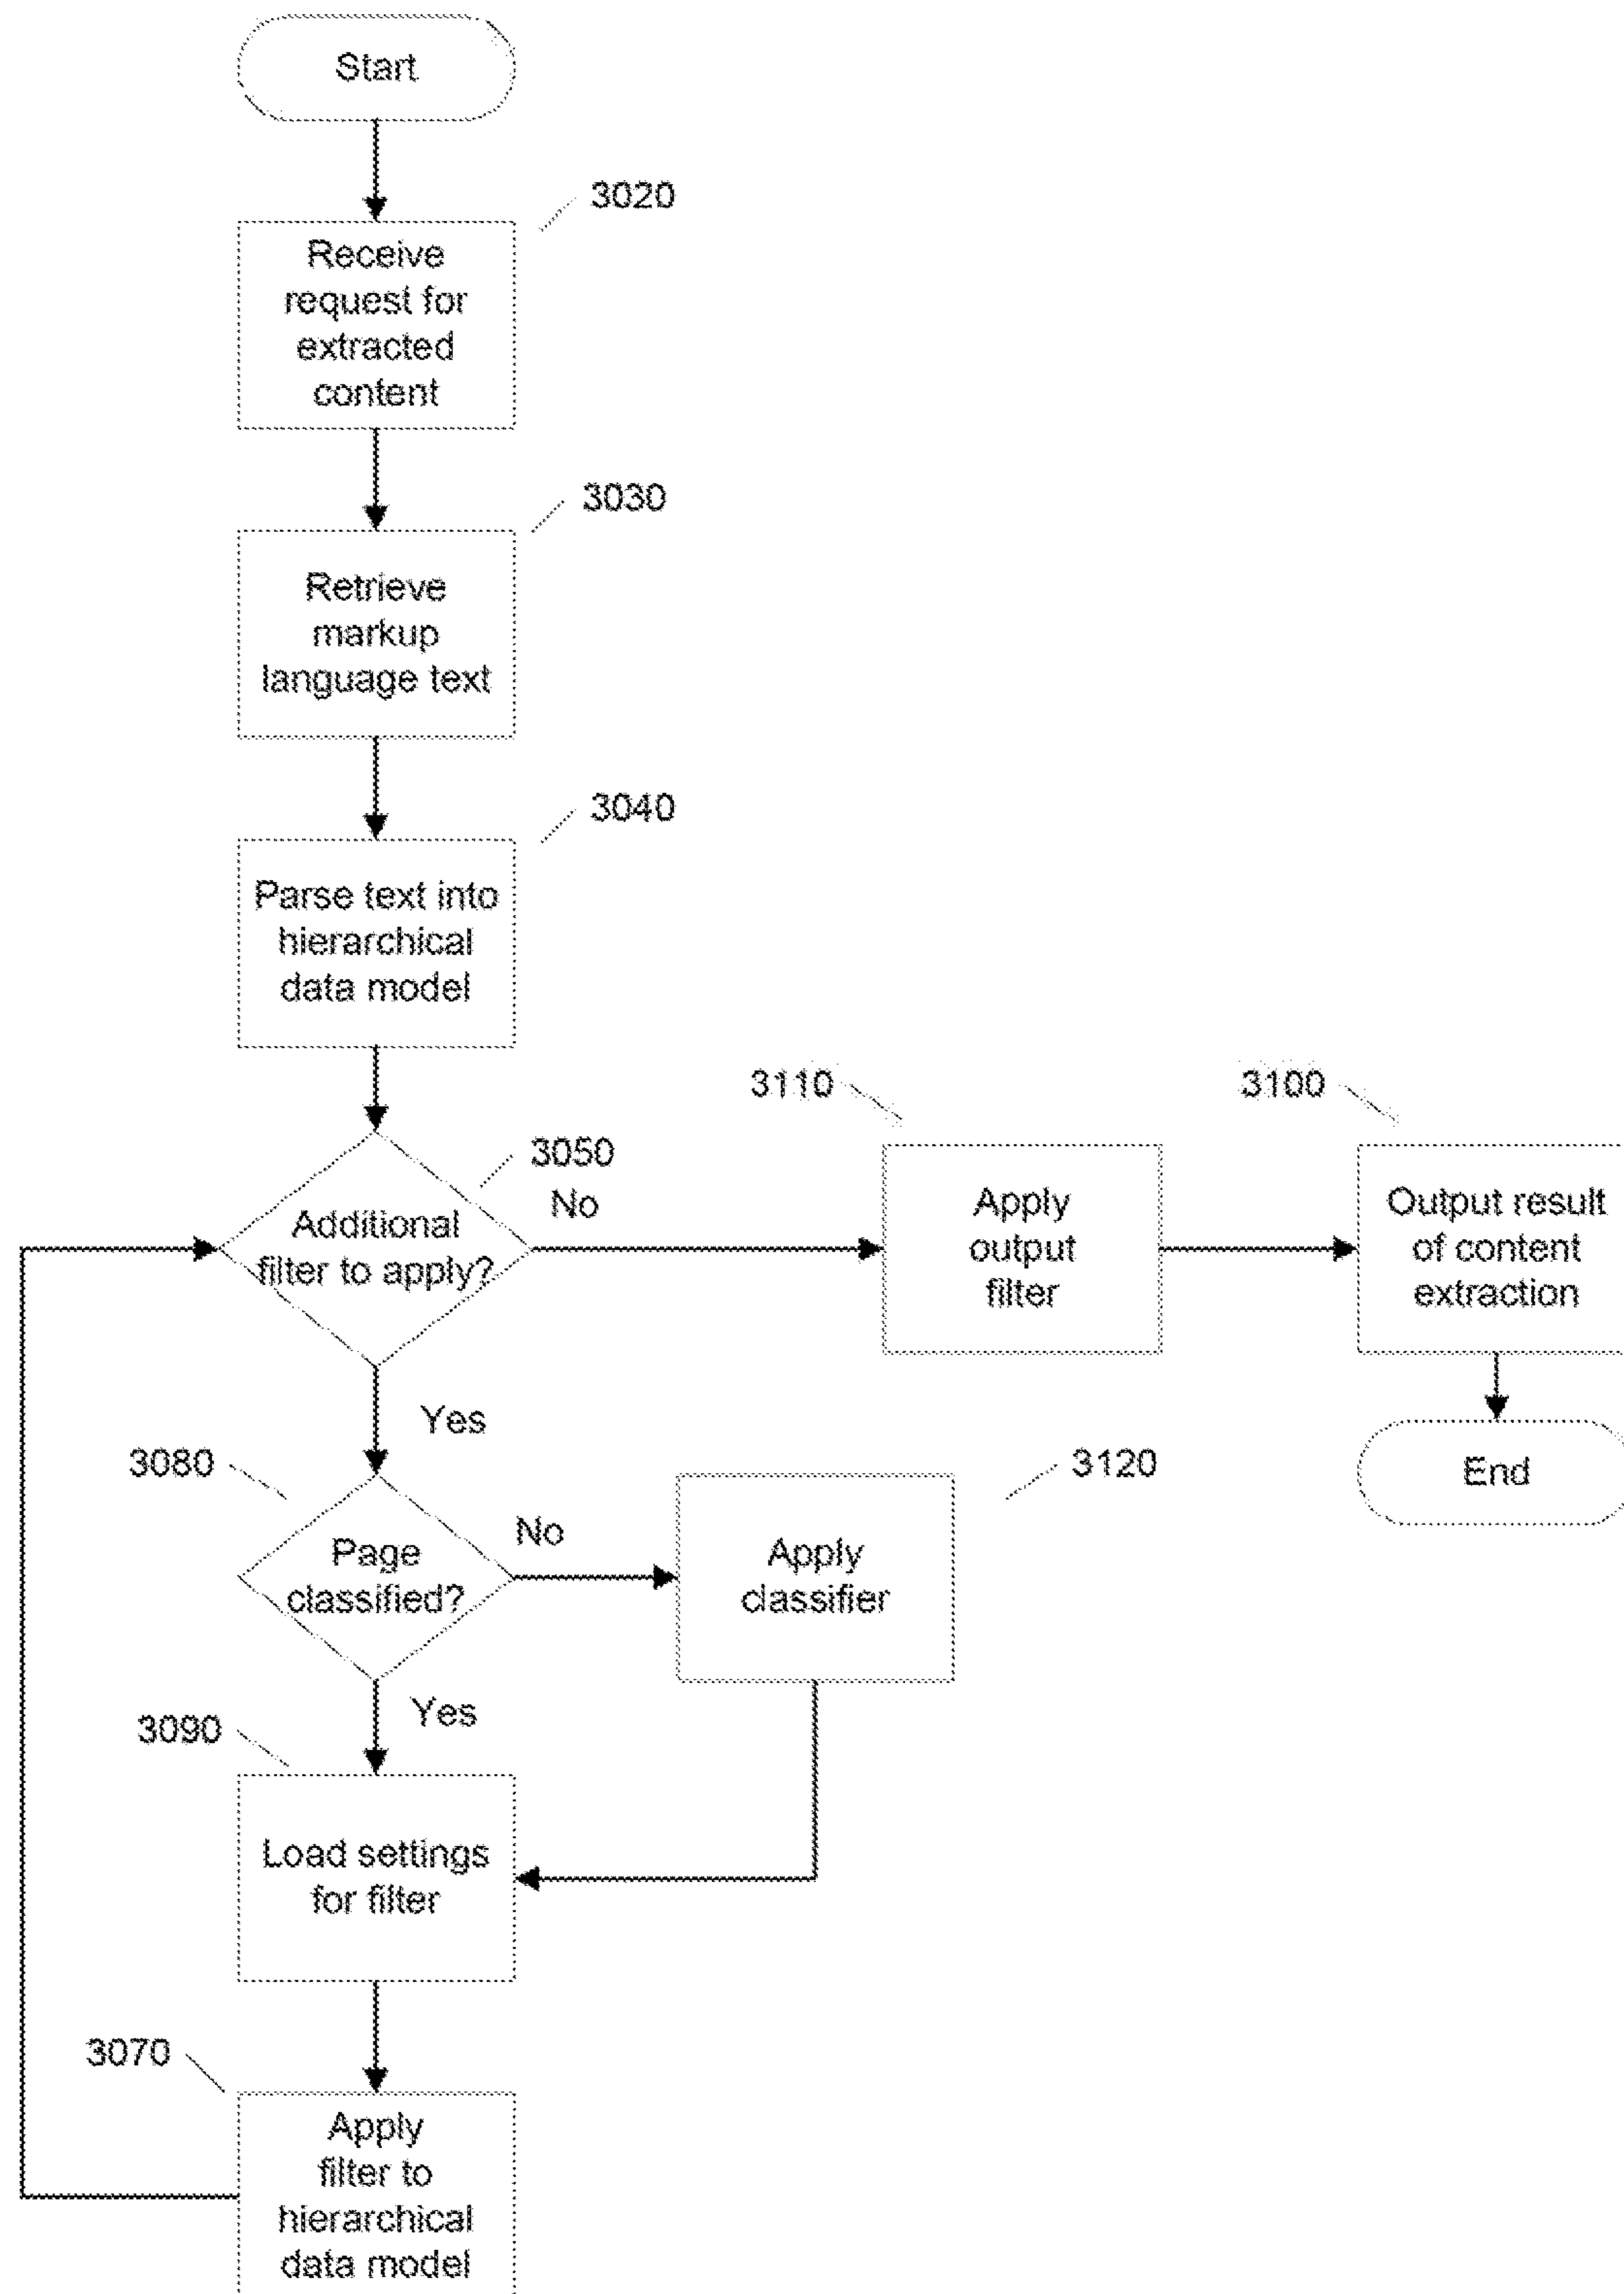 Start
3020
Receive
request for
extracted
content
3030
Retrieve
markup
language text
3040
Parse text into
hierarchical
data model
3050
Additional
filter to apply?
No
3110
Apply
output
filter
3100
Output result
of content
extraction
End
Yes
3080
Page
classified?
No
3120
Apply
classifier
Yes
3090
Load settings
for filter
3070
Apply
filter to
hierarchical
data model